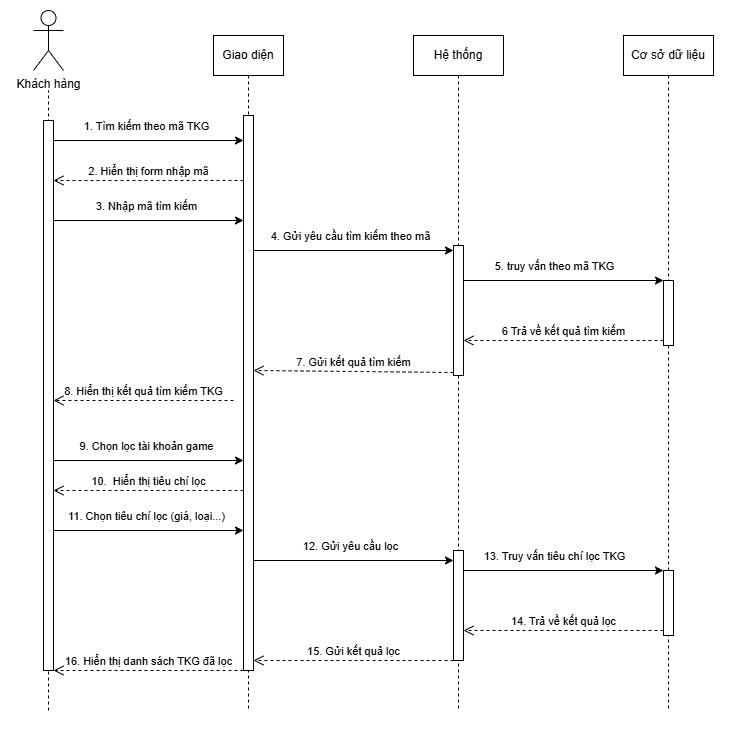 Khách hàng
Giao diện
Hệ thống
Cơ sở dữ liệu
1. Tìm kiếm theo mã TKG
2. Hiển thị form nhập mã
3. Nhập mã tìm kiếm
4. Gửi yêu cầu tìm kiếm theo mã
5. truy vấn theo mã TKG
6 Trả về kết quả tìm kiếm
7. Gửi kết quả tìm kiếm
8. Hiển thị kết quả tìm kiếm TKG
9. Chọn lọc tài khoản game
10. Hiển thị tiêu chí lọc
11. Chọn tiêu chí lọc (giá, loại...)
12. Gửi yêu cầu lọc
13. Truy vấn tiêu chí lọc TKG
14. Trả về kết quả lọc
15. Gửi kết quả lọc
16. Hiển thị danh sách TKG đã lọc